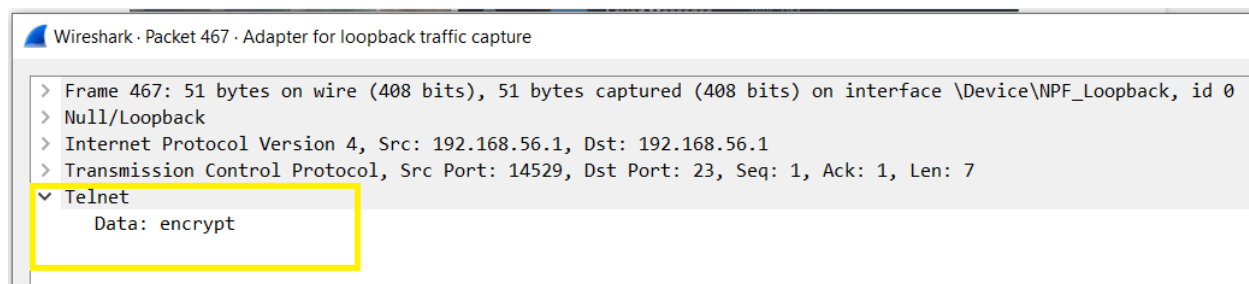 Wireshark · Packet 467 · Adapter for loopback traffic capture
> Frame 467: 51 bytes on wire (408 bits), 51 bytes captured (408 bits) on interface \Device\NPF_Loopback, id 0
> Null/Loopback
> Internet Protocol Version 4, Src: 192.168.56.1, Dst: 192.168.56.1
> Transmission Control Protocol, Src Port: 14529, Dst Port: 23, Seq: 1, Ack: 1, Len: 7
Telnet
Data: encrypt